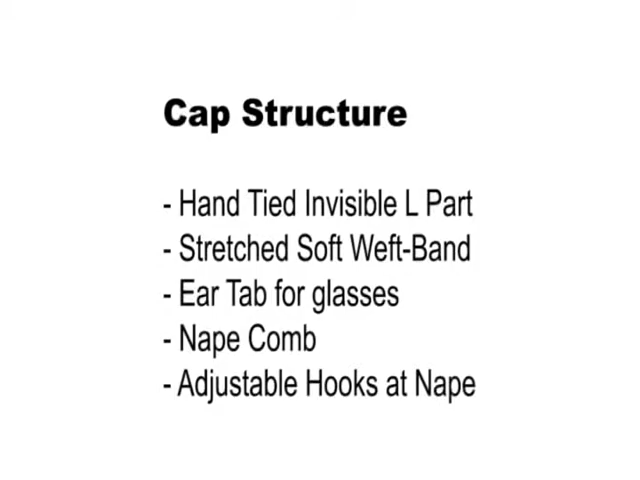 Cap Structure
- Hand Tied Invisible L Part
- Stretched Soft Weft-Band
- Ear Tab for glasses
- Nape Comb
- Adjustable Hooks at Nape